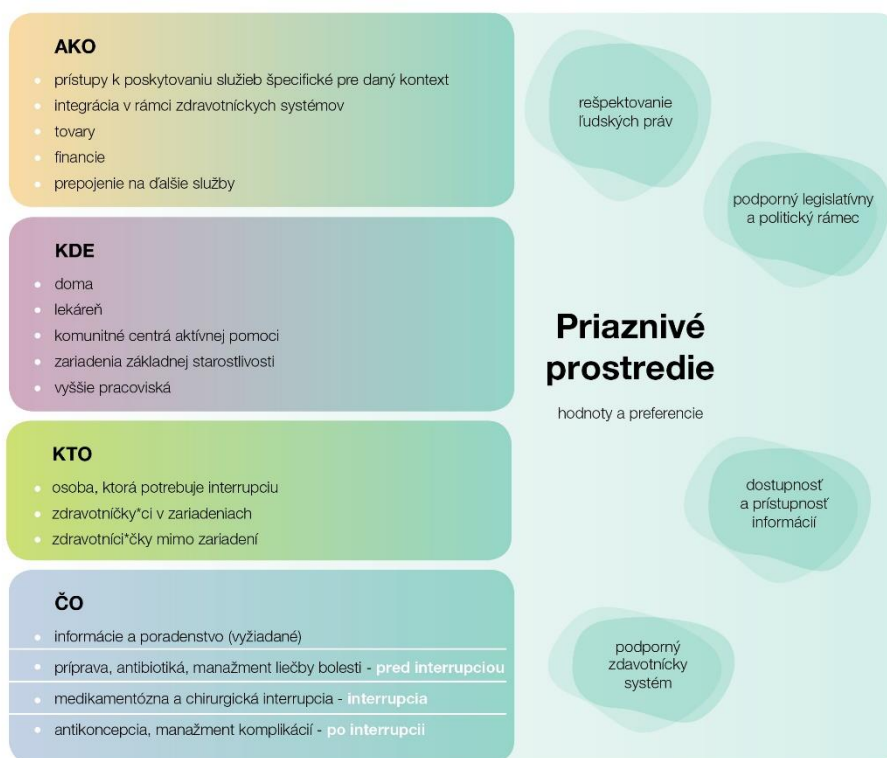 AKO
prístupy k poskytovaniu služieb špecifické pre daný kontext
integrácia v rámci zdravotníckych systémov
tovary
financie
prepojenie na ďalšie služby
KDE
doma
lekáreň
komunitné centrá aktívnej pomoci
zariadenia základnej starostlivosti
vyššie pracoviská
KTO
osoba, ktorá potrebuje interrupciu
zdravotníčky*ci v zariadeniach
zdravotníci*čky mimo zariadení
ČO
informácie a poradenstvo (vyžiadané)
príprava, antibiotiká, manažment liečby bolesti - pred interrupciou
medikamentózna a chirurgická interrupcia - interrupcia
antikoncepcia, manažment komplikácií - po interrupcii
rešpektovanie
ľudských práv
podporný legislatívny
a politický rámec
Priaznivé
prostredie
hodnoty a preferencie
dostupnosť
a prístupnosť
informácií
podporný
zdavotnícky
systém